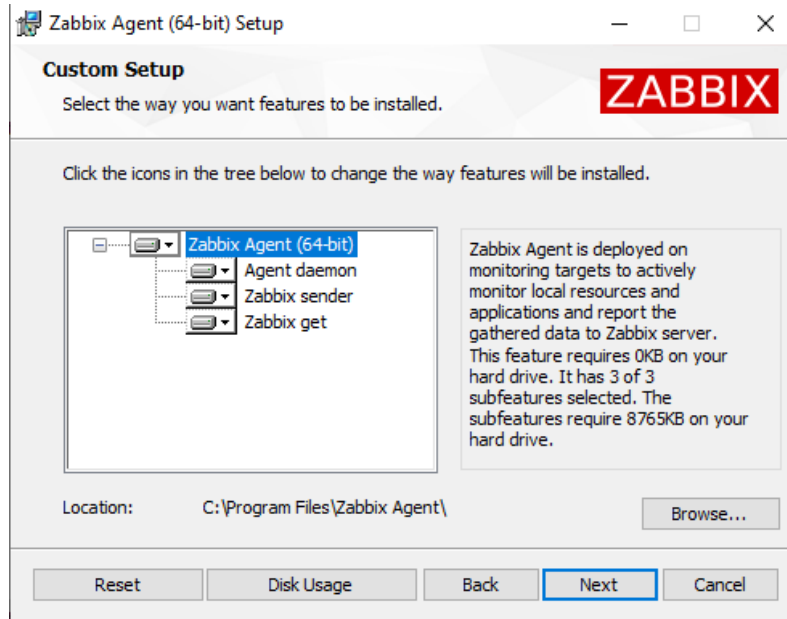 Zabbix Agent (64-bit) Setup
Custom Setup
Select the way you want features to be installed.
ZABBIX
Click the icons in the tree below to change the way features will be installed.
Zabbix Agent (64-bit)
Agent daemon
Zabbix sender
Zabbix get
Zabbix Agent is deployed on
monitoring targets to actively
monitor local resources and
applications and report the
gathered data to Zabbix server.
This feature requires 0KB on your
hard drive. It has 3 of 3
subfeatures selected. The
subfeatures require 8765KB on your
hard drive.
Location: C:\Program Files\Zabbix Agent\
Browse...
Reset Disk Usage Back Next Cancel